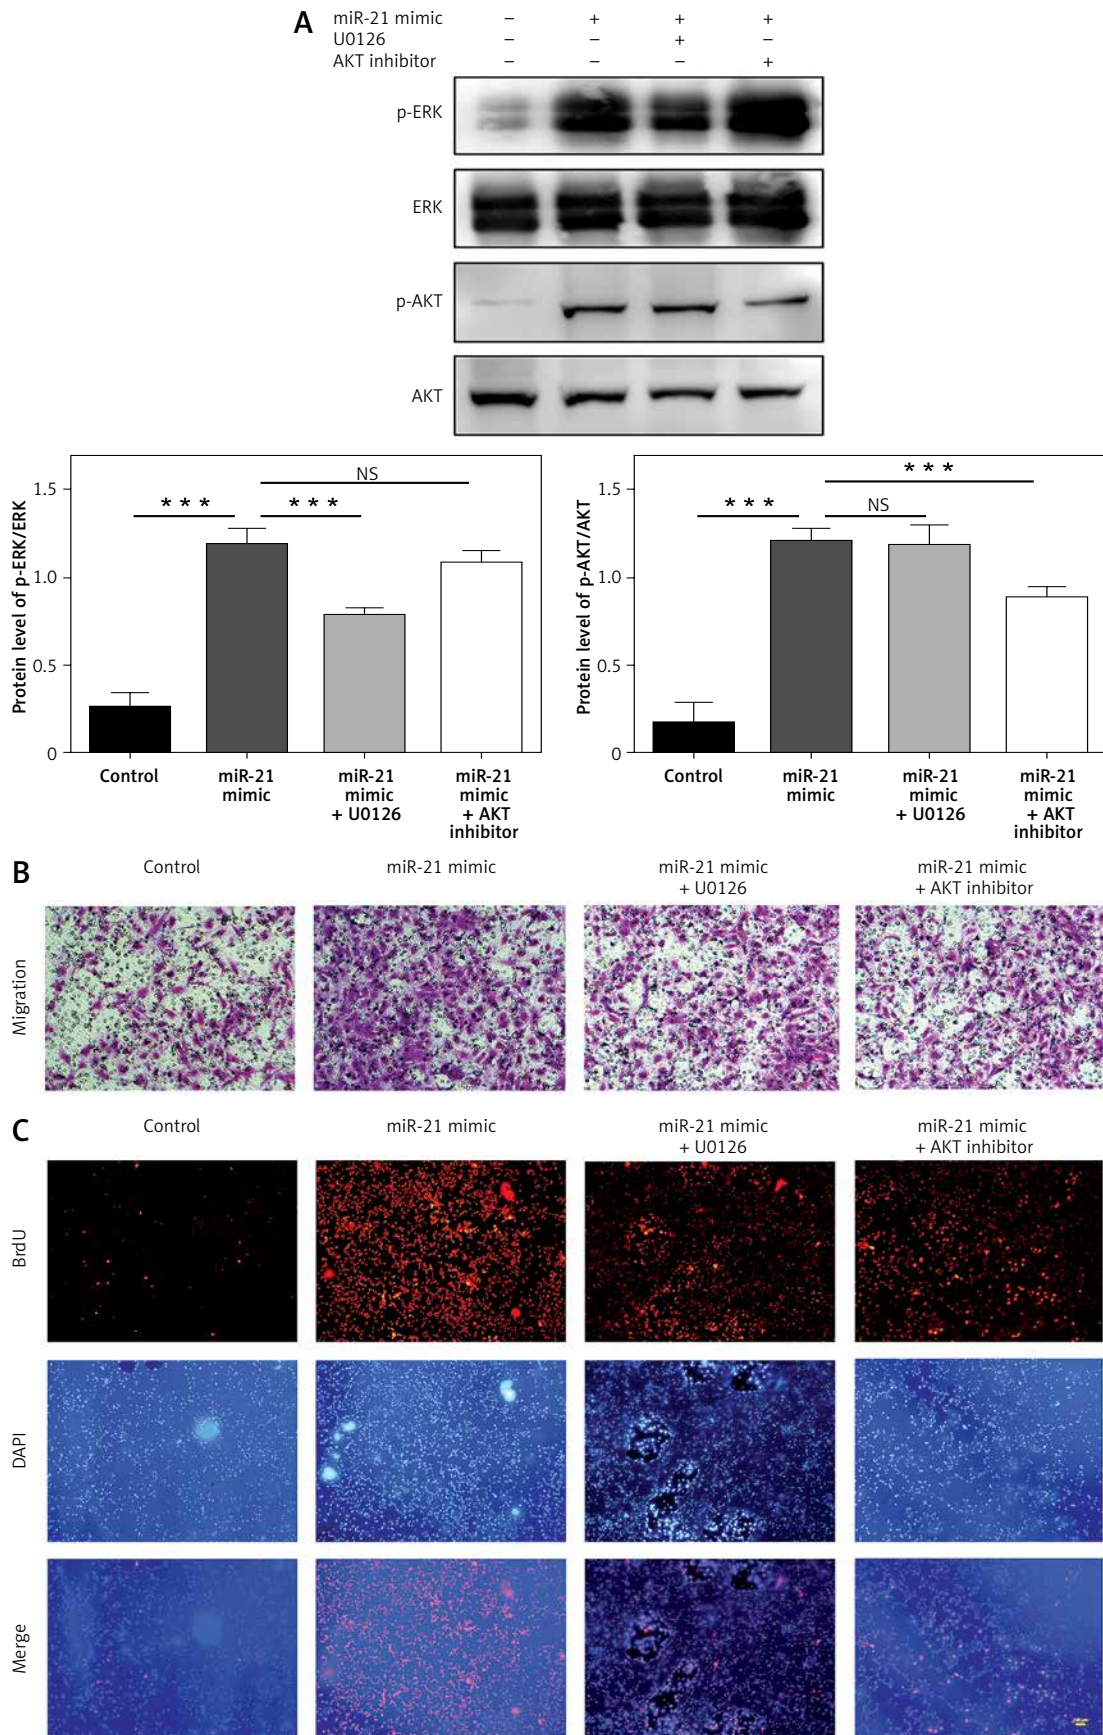 A
miR-21 mimic – + + +
U0126 – – + –
AKT inhibitor – – – +
p-ERK
ERK
p-AKT
AKT
Protein level of p-ERK/ERK
1.5
1.0
0.5
0
* * *
* * *
NS
Control
miR-21
mimic
miR-21
mimic
+ U0126
miR-21
mimic
+ AKT
inhibitor
Protein level of p-AKT/AKT
1.5
1.0
0.5
0
* * *
NS
* * *
Control
miR-21
mimic
miR-21
mimic
+ U0126
miR-21
mimic
+ AKT
inhibitor
B
Control
miR-21 mimic
miR-21 mimic
+ U0126
miR-21 mimic
+ AKT inhibitor
Migration
C
Control
miR-21 mimic
miR-21 mimic
+ U0126
miR-21 mimic
+ AKT inhibitor
BrdU
DAPI
Merge